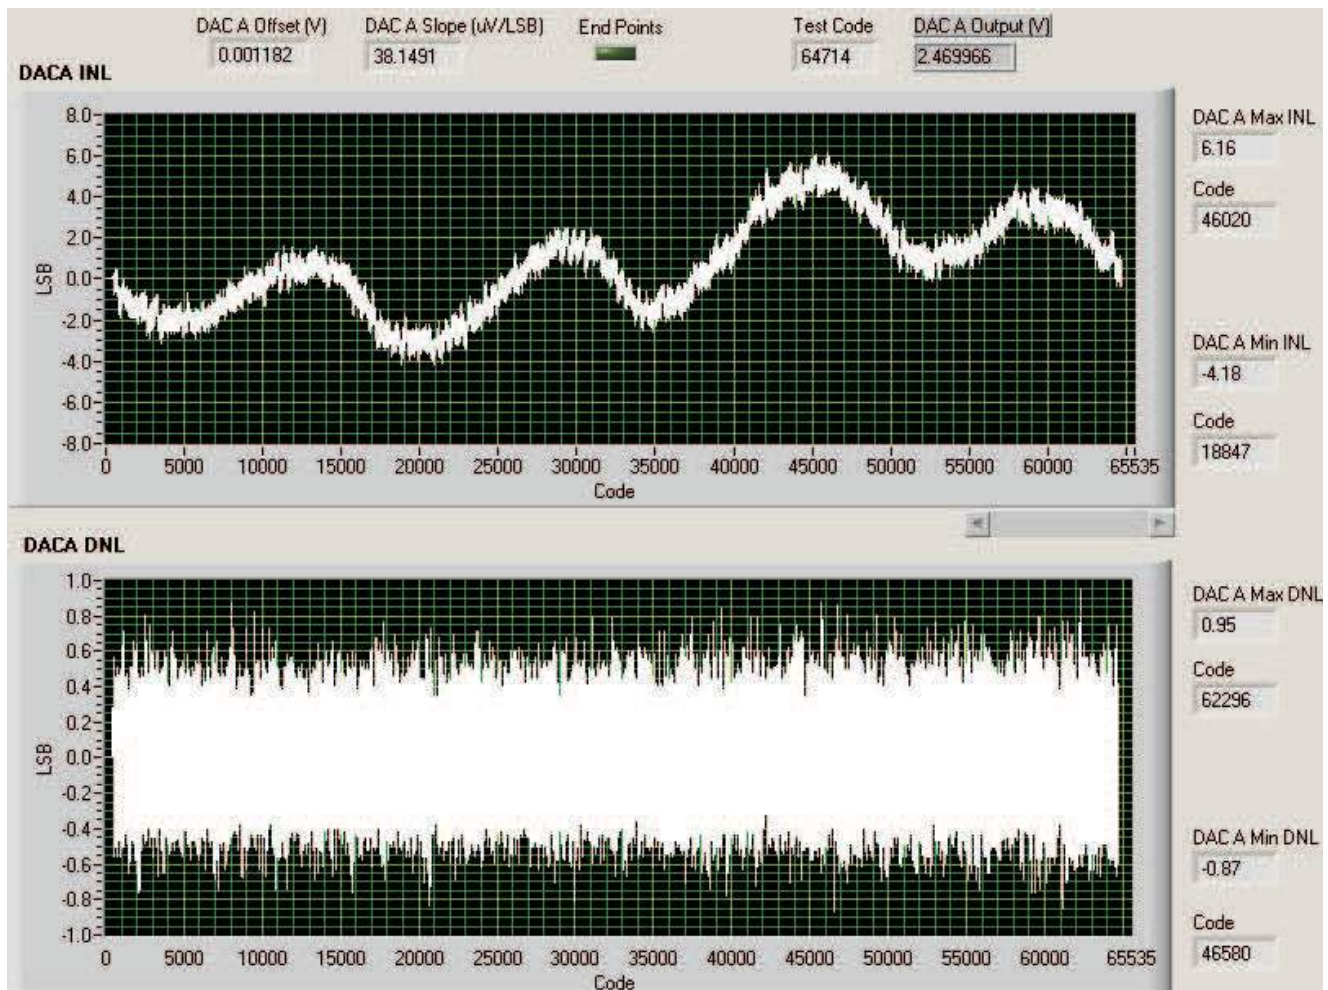 DAC A Offset (V) DAC A Slope (uV/LSB) End Points Test Code DAC A Output (V)
0.001182 38.1491 64714 2.469966
DACA INL
8.0
6.0
4.0
2.0
0.0
-2.0
-4.0
-6.0
-8.0
LSB
0 5000 10000 15000 20000 25000 30000 35000 40000 45000 50000 55000 60000 65535
Code
DAC A Max INL
6.16
Code
46020
DAC A Min INL
-4.18
Code
18847
DACA DNL
1.0
0.8
0.6
0.4
0.2
0.0
-0.2
-0.4
-0.6
-0.8
-1.0
LSB
0 5000 10000 15000 20000 25000 30000 35000 40000 45000 50000 55000 60000 65535
Code
DAC A Max DNL
0.95
Code
62296
DAC A Min DNL
-0.87
Code
46580